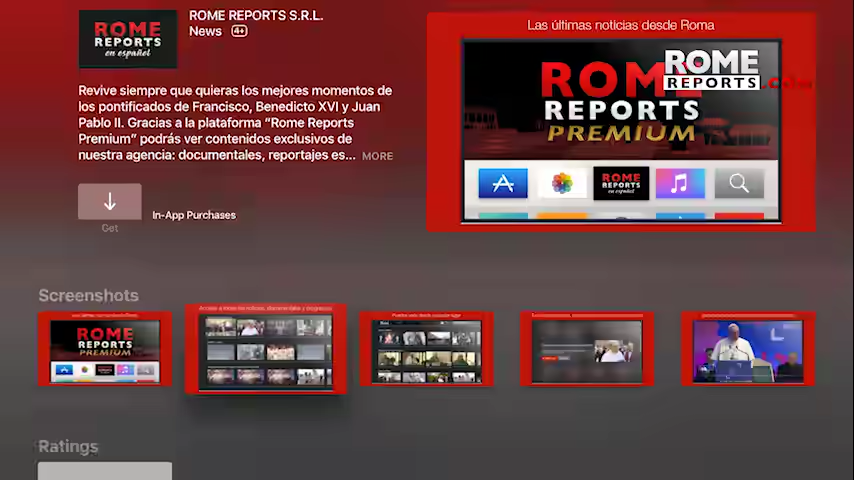 ROME REPORTS S.R.L.
News 4+
ROME
REPORTS
en español
Revive siempre que quieras los mejores momentos de
los pontificados de Francisco, Benedicto XVI y Juan
Pablo II. Gracias a la plataforma “Rome Reports
Premium” podrás ver contenidos exclusivos de
nuestra agencia: documentales, reportajes es... MORE
Get
In-App Purchases
Las últimas noticias desde Roma
ROME
REPORTS
PREMIUM
ROME
REPORTS.com
ROME
REPORTS
en español
Screenshots
ROME
REPORTS
PREMIUM
Ratings